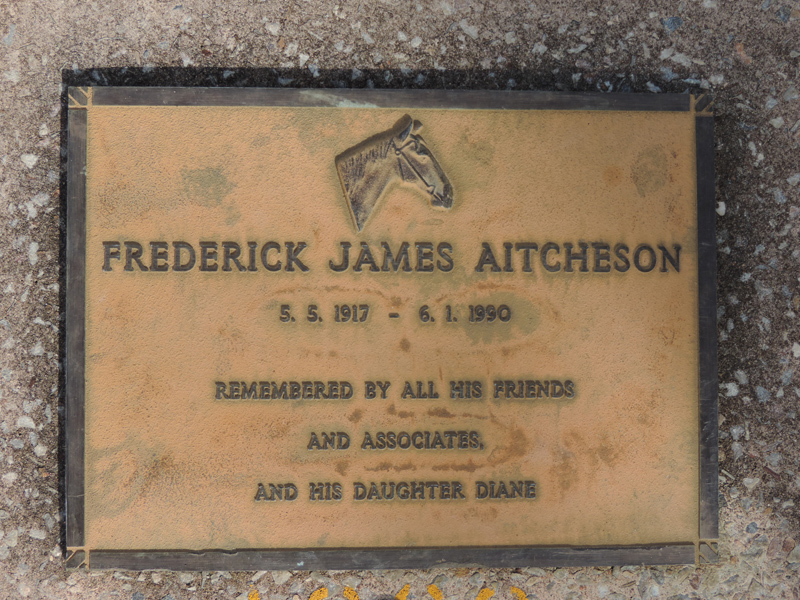 FREDERICK JAMES AITCHESON
5. 5. 1917 - 6. 1. 1990
REMEMBERED BY ALL HIS FRIENDS
AND ASSOCIATES,
AND HIS DAUGHTER DIANE